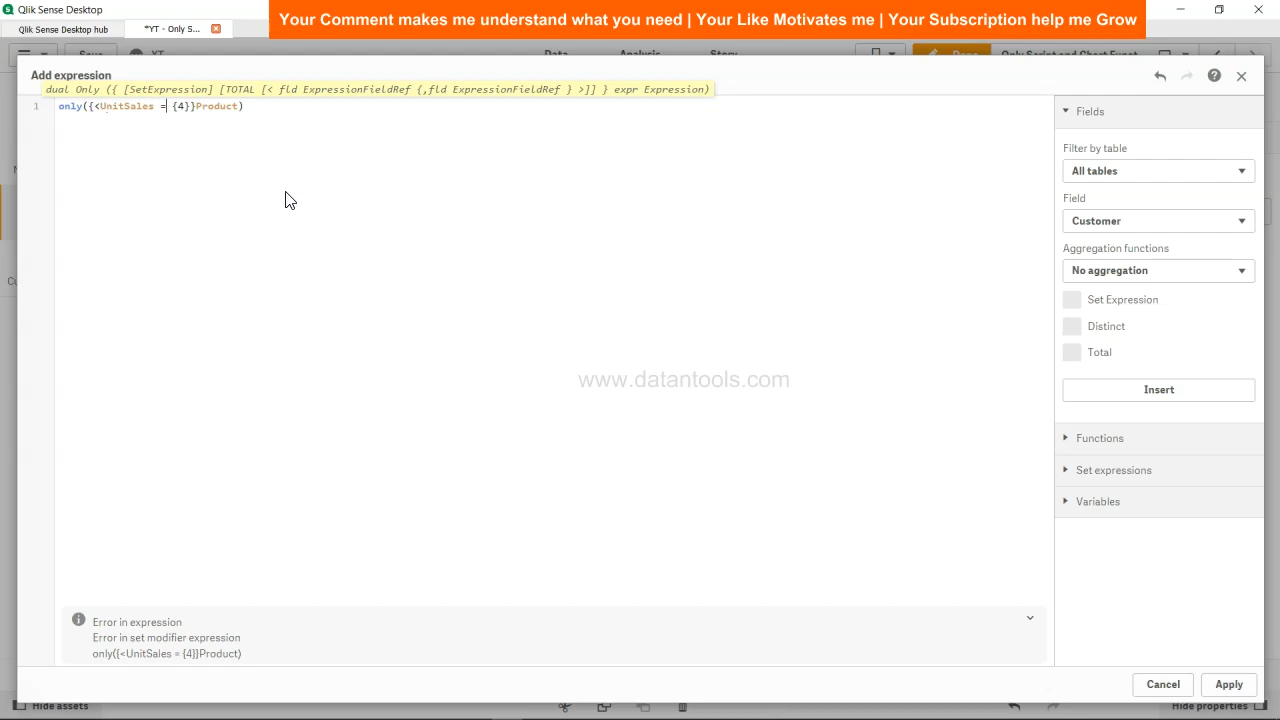 Qlik Sense Desktop
Your Comment makes me understand what you need | Your Like Motivates me | Your Subscription help me Grow
Qlik Sense Desktop hub
*YT - Only S...
Add expression
dual Only ({ [SetExpression] [TOTAL [< fld ExpressionFieldRef {,fld ExpressionFieldRef } >]] } expr Expression)
1 only({<UnitSales = {4}}Product)
Fields
Filter by table
All tables
Field
Customer
Aggregation functions
No aggregation
Set Expression
Distinct
Total
www.datantools.com
Insert
Functions
Set expressions
Variables
Error in expression
Error in set modifier expression
only({<UnitSales = {4}}Product)
Cancel
Apply
Hide assets
Hide properties